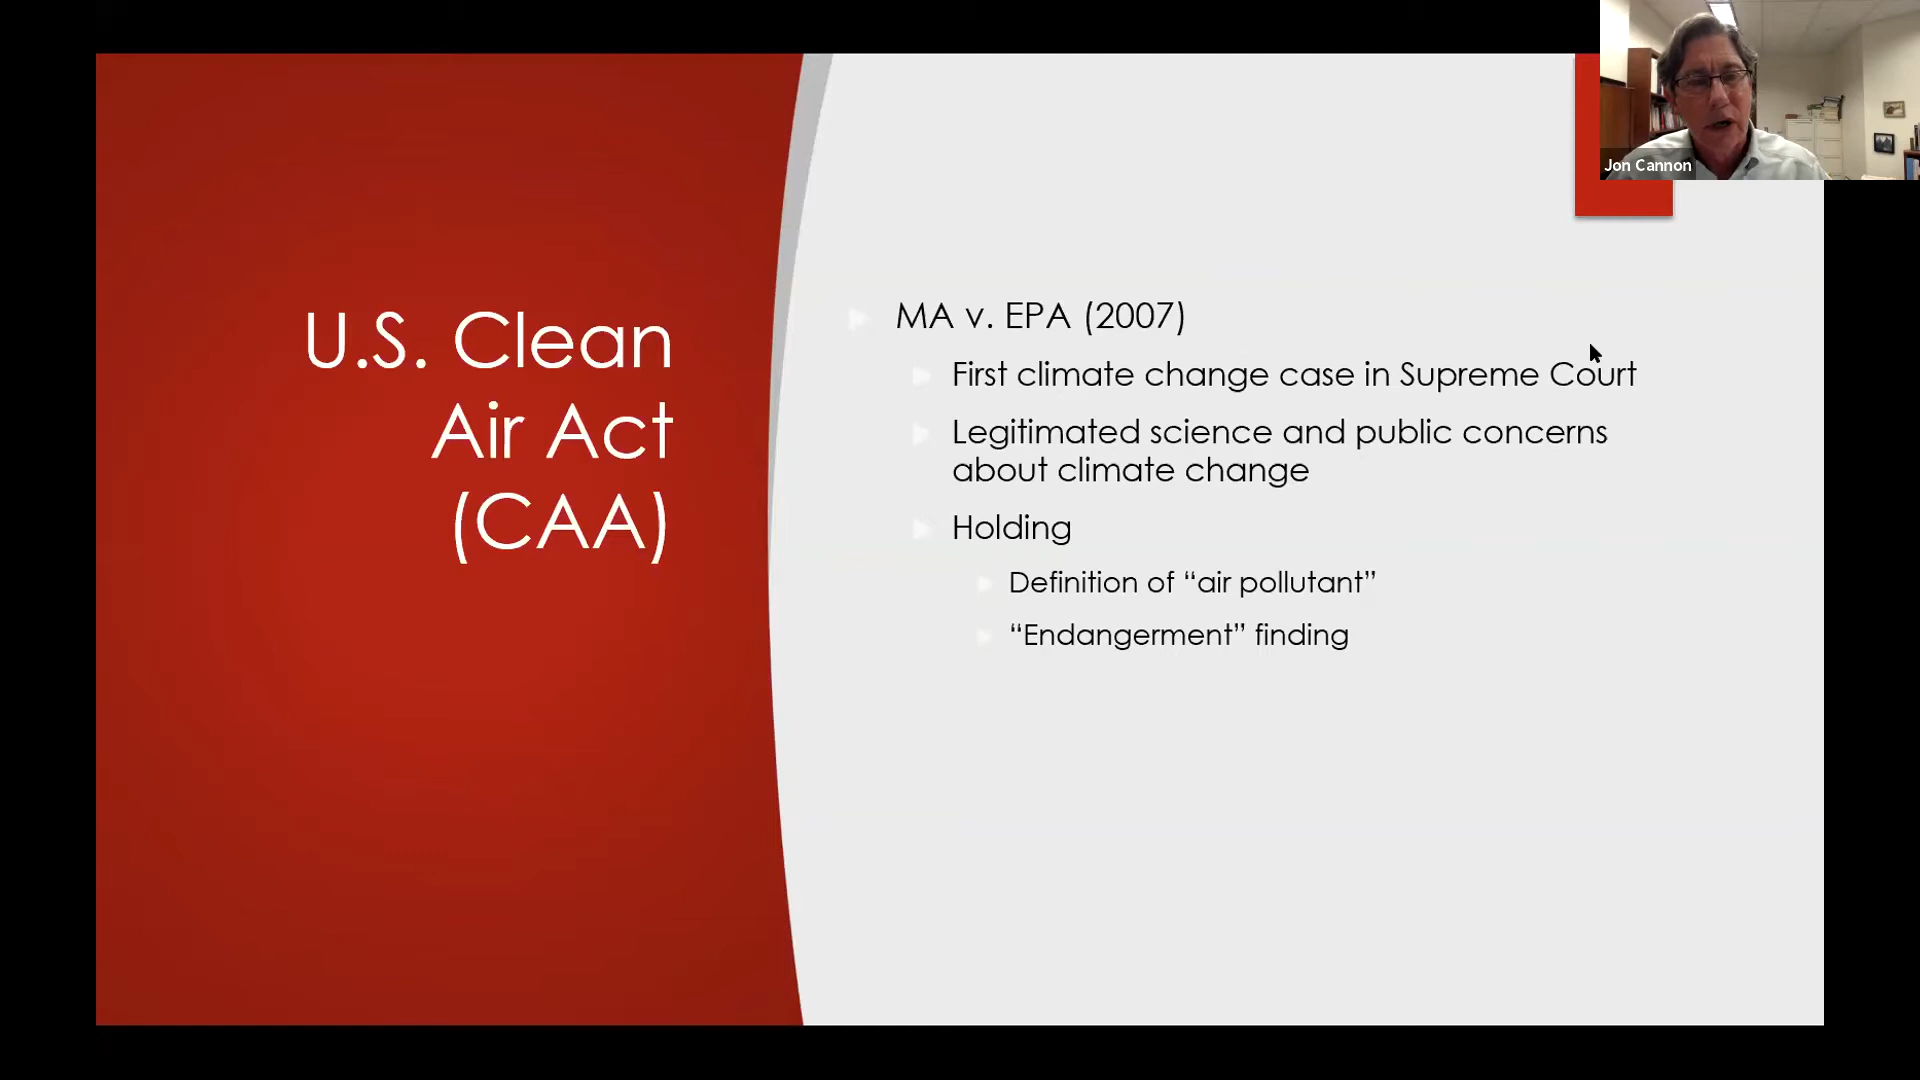 U.S. Clean
Air Act
(CAA)
MA v. EPA (2007)
First climate change case in Supreme Court
Legitimated science and public concerns
about climate change
Holding
Definition of “air pollutant”
“Endangerment” finding
Jon Cannon